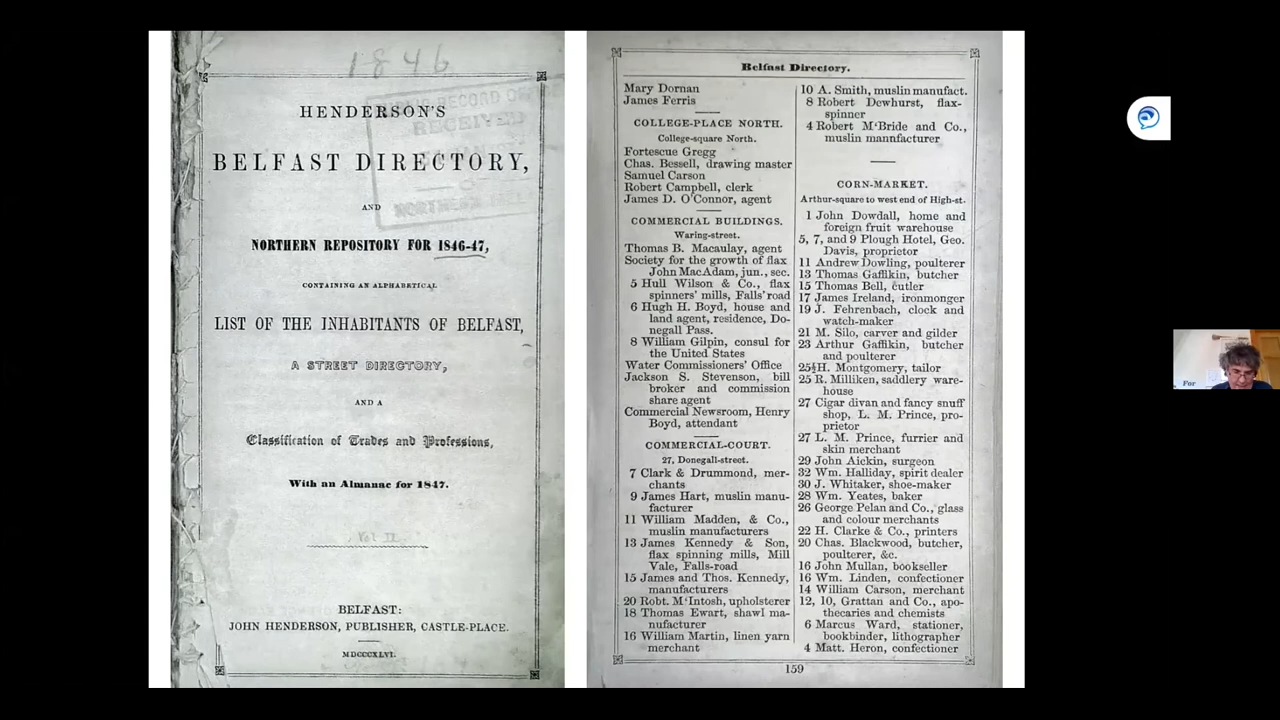 1846
HENDERSON'S
BELFAST DIRECTORY,
AND
NORTHERN REPOSITORY FOR 1846-47,
CONTAINING AN ALPHABETICAL
LIST OF THE INHABITANTS OF BELFAST,
A STREET DIRECTORY,
AND A
Classification of Trades and Professions,
With an Almanac for 1847.
Vol II
BELFAST:
JOHN HENDERSON, PUBLISHER, CASTLE-PLACE.
MDCCCXLVI.
PUBLIC RECORD OF
RECEIVED
Belfast Directory.
Mary Dornan
James Ferris
COLLEGE-PLACE NORTH.
College-square North.
Fortescue Gregg
Chas. Bessell, drawing master
Samuel Carson
Robert Campbell, clerk
James D. O'Connor, agent
COMMERCIAL BUILDINGS.
Waring-street.
Thomas B. Macaulay, agent
Society for the growth of flax
John MacAdam, jun., sec.
5 Hull Wilson & Co., flax
spinners' mills, Falls' road
6 Hugh H. Boyd, house and
land agent, residence, Do-
negall Pass.
8 William Gilpin, consul for
the United States
Water Commissioners' Office
Jackson S. Stevenson, bill
broker and commission
share agent
Commercial Newsroom, Henry
Boyd, attendant
COMMERCIAL-COURT.
27, Donegall-street.
7 Clark & Drummond, mer-
chants
9 James Hart, muslin manu-
facturer
11 William Madden, & Co.,
muslin manufacturers
13 James Kennedy & Son,
flax spinning mills, Mill
Vale, Falls-road
15 James and Thos. Kennedy,
manufacturers
20 Robt. M'Intosh, upholsterer
18 Thomas Ewart, shawl ma-
nufacturer
16 William Martin, linen yarn
merchant
10 A. Smith, muslin manufact.
8 Robert Dewhurst, flax-
spinner
4 Robert M'Bride and Co.,
muslin mannfacturer
CORN-MARKET.
Arthur-square to west end of High-st.
1 John Dowdall, home and
foreign fruit warehouse
5, 7, and 9 Plough Hotel, Geo.
Davis, proprietor
11 Andrew Dowling, poulterer
13 Thomas Gaffikin, butcher
15 Thomas Bell, cutler
17 James Ireland, ironmonger
19 J. Fehrenbach, clock and
watch-maker
21 M. Silo, carver and gilder
23 Arthur Gaffikin, butcher
and poulterer
25½ H. Montgomery, tailor
25 R. Milliken, saddlery ware-
house
27 Cigar divan and fancy snuff
shop, L. M. Prince, pro-
prietor
27 L. M. Prince, furrier and
skin merchant
29 John Aickin, surgeon
32 Wm. Halliday, spirit dealer
30 J. Whitaker, shoe-maker
28 Wm. Yeates, baker
26 George Pelan and Co., glass
and colour merchants
22 H. Clarke & Co., printers
20 Chas. Blackwood, butcher,
poulterer, &c.
16 John Mullan, bookseller
16 Wm. Linden, confectioner
14 William Carson, merchant
12, 10, Grattan and Co., apo-
thecaries and chemists
6 Marcus Ward, stationer,
bookbinder, lithographer
4 Matt. Heron, confectioner
159
For